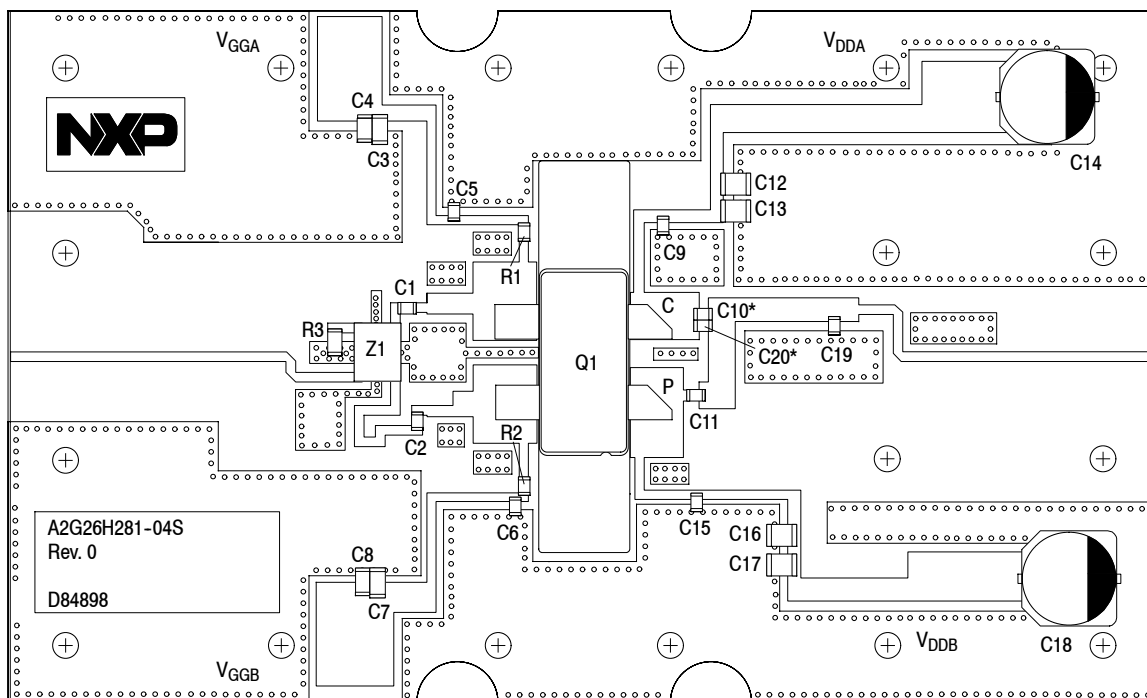 VGGA
VDDA
NXP
C4
C3
C14
C12
C13
C5
C9
R1
C1
C
C10*
R3
Z1
C20*
C19
Q1
P
C11
C2
R2
C6
C15
C16
C17
A2G26H281-04S
Rev. 0
D84898
C8
C7
VGGB
VDDB
C18